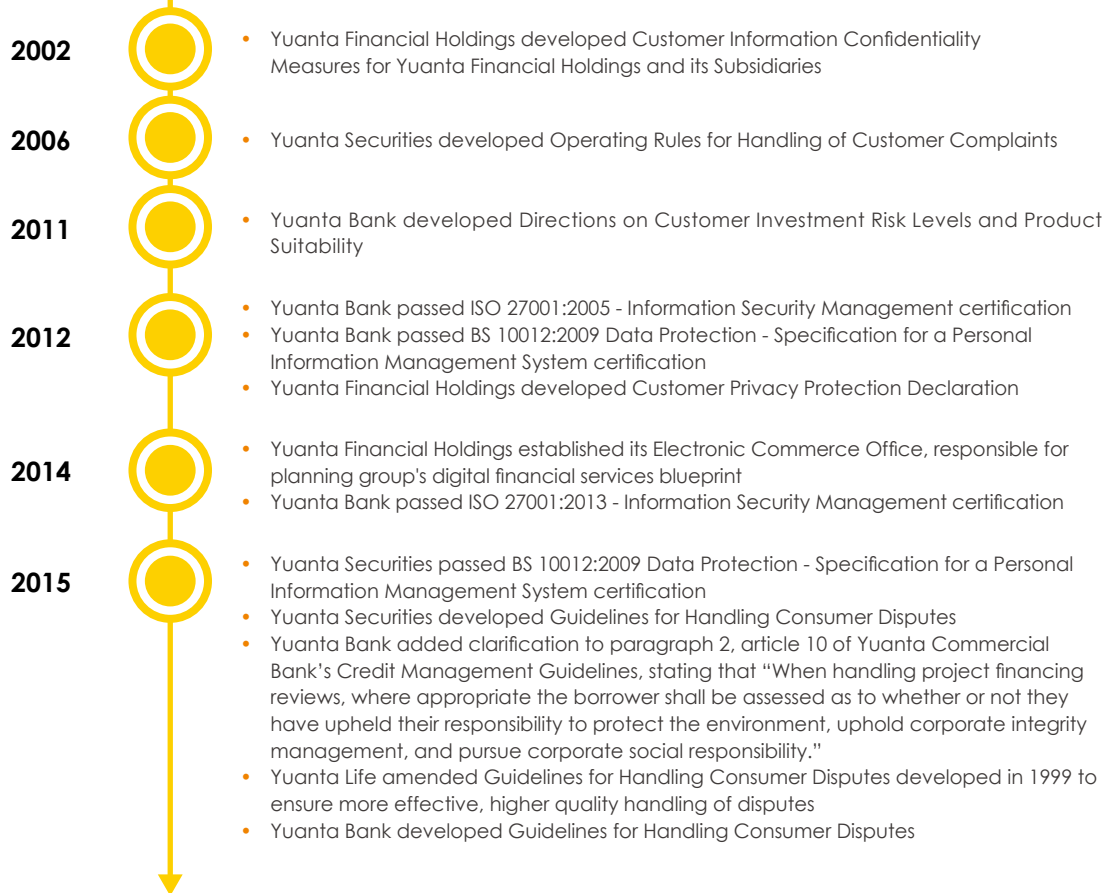 2002
• Yuanta Financial Holdings developed Customer Information Confidentiality
Measures for Yuanta Financial Holdings and its Subsidiaries
2006
• Yuanta Securities developed Operating Rules for Handling of Customer Complaints
2011
• Yuanta Bank developed Directions on Customer Investment Risk Levels and Product
Suitability
2012
• Yuanta Bank passed ISO 27001:2005 - Information Security Management certification
• Yuanta Bank passed BS 10012:2009 Data Protection - Specification for a Personal
Information Management System certification
• Yuanta Financial Holdings developed Customer Privacy Protection Declaration
2014
• Yuanta Financial Holdings established its Electronic Commerce Office, responsible for
planning group's digital financial services blueprint
• Yuanta Bank passed ISO 27001:2013 - Information Security Management certification
2015
• Yuanta Securities passed BS 10012:2009 Data Protection - Specification for a Personal
Information Management System certification
• Yuanta Securities developed Guidelines for Handling Consumer Disputes
• Yuanta Bank added clarification to paragraph 2, article 10 of Yuanta Commercial
Bank’s Credit Management Guidelines, stating that “When handling project financing
reviews, where appropriate the borrower shall be assessed as to whether or not they
have upheld their responsibility to protect the environment, uphold corporate integrity
management, and pursue corporate social responsibility.”
• Yuanta Life amended Guidelines for Handling Consumer Disputes developed in 1999 to
ensure more effective, higher quality handling of disputes
• Yuanta Bank developed Guidelines for Handling Consumer Disputes